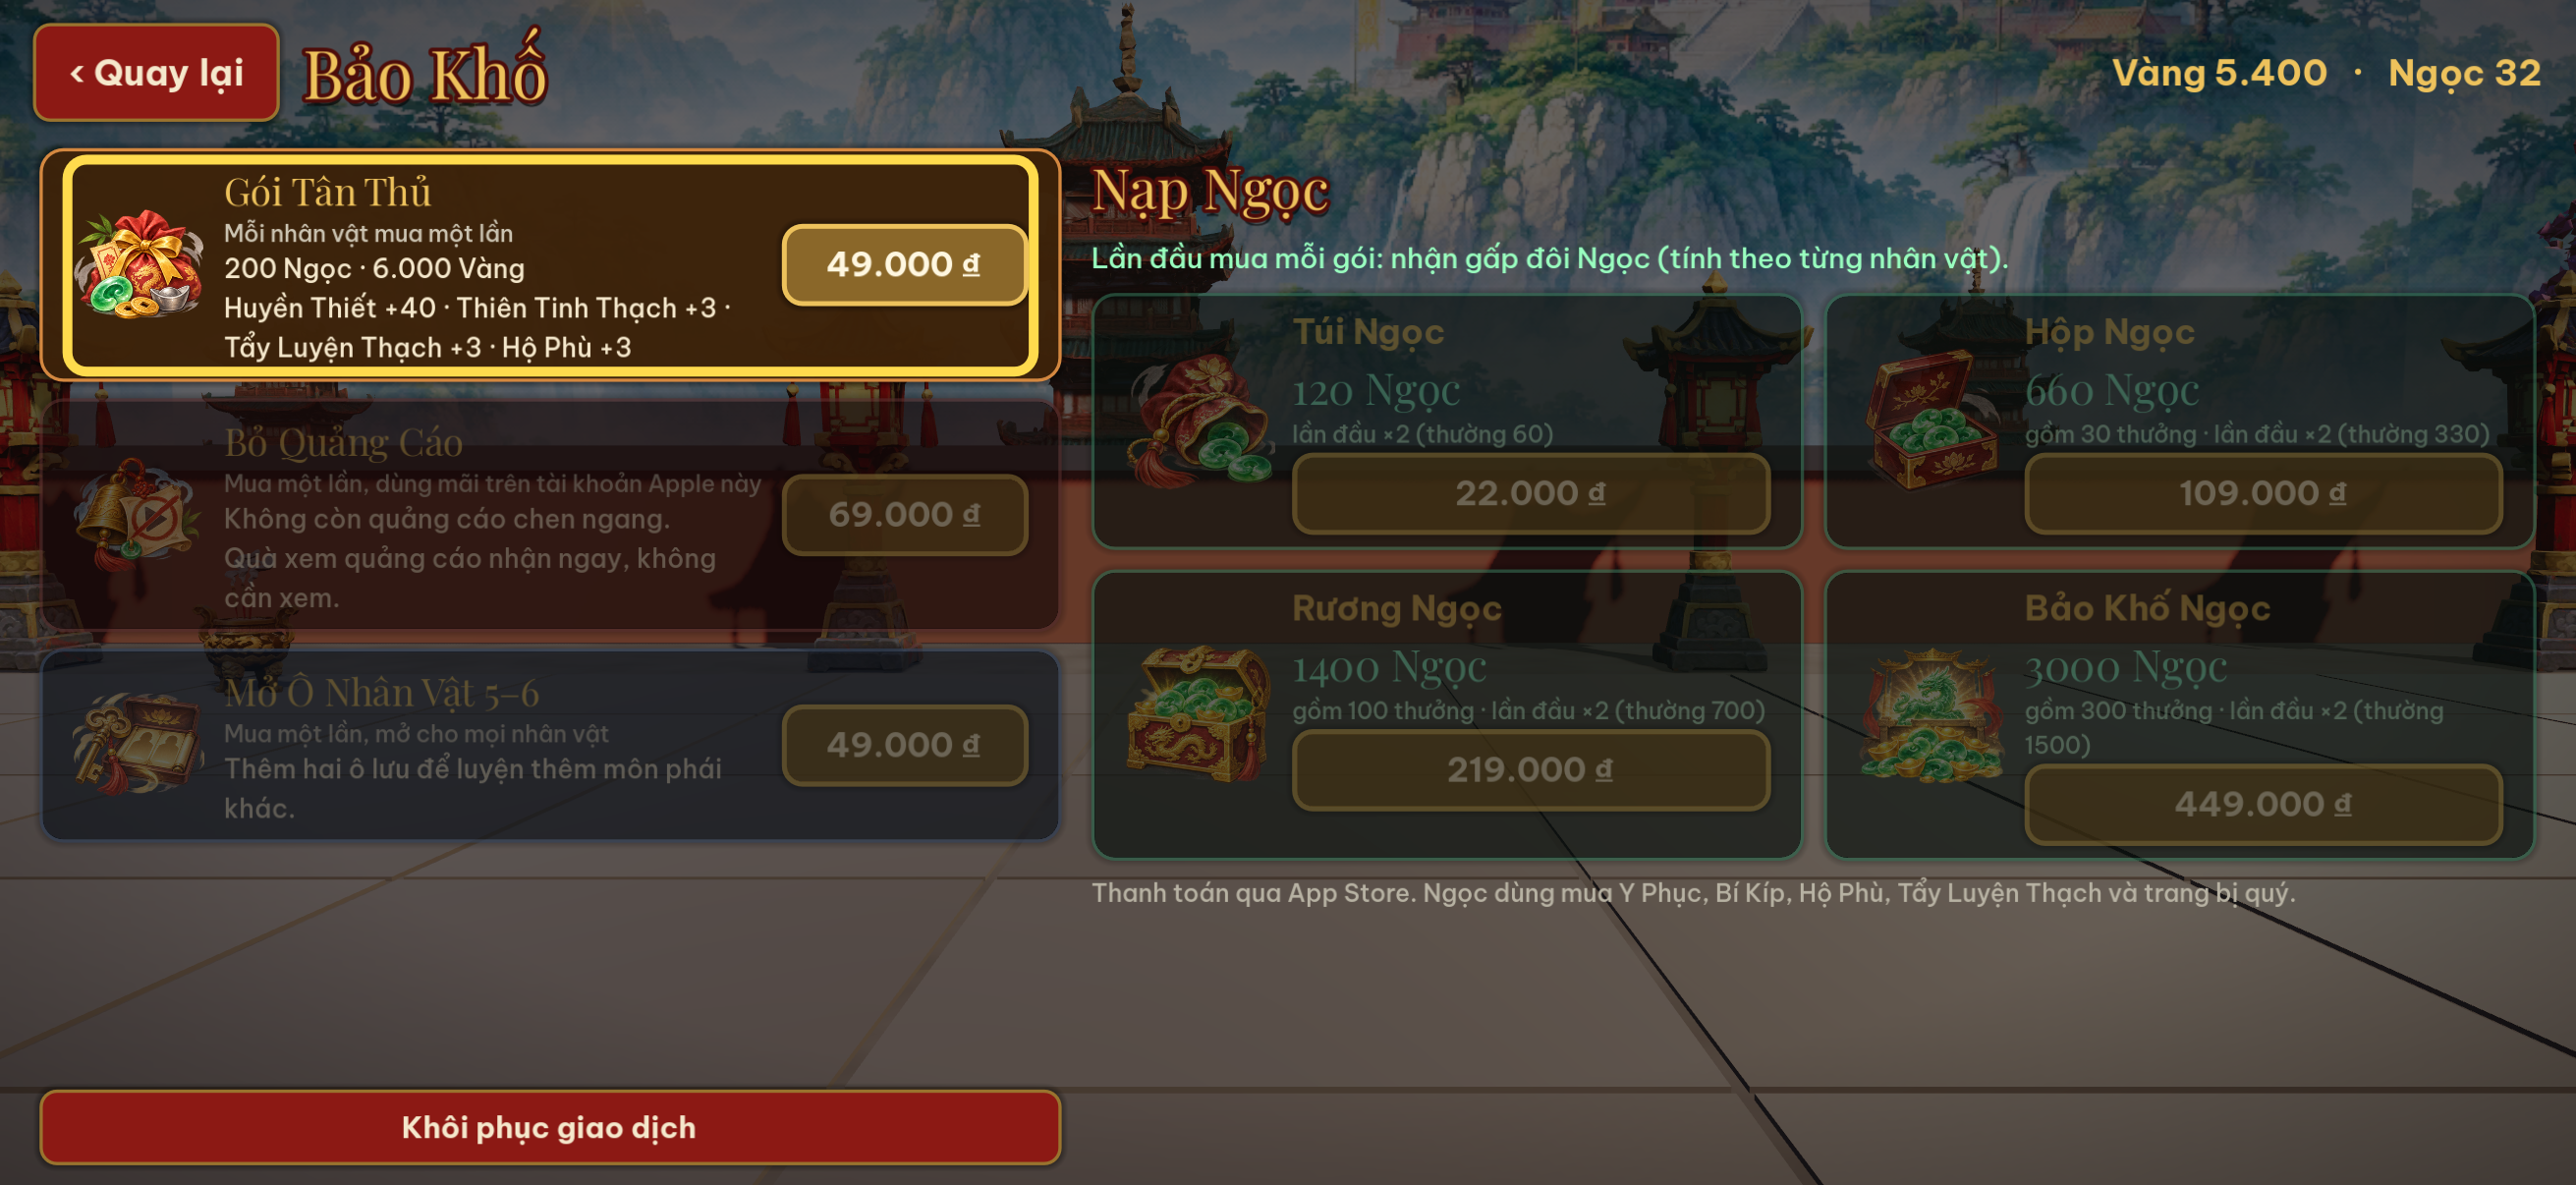 ‹ Quay lại
Bảo Khố
Vàng 5.400 · Ngọc 32
Gói Tân Thủ
Mỗi nhân vật mua một lần
200 Ngọc · 6.000 Vàng
Huyền Thiết +40 · Thiên Tinh Thạch +3 ·
Tẩy Luyện Thạch +3 · Hộ Phù +3
49.000 ₫
Bỏ Quảng Cáo
Mua một lần, dùng mãi trên tài khoản Apple này
Không còn quảng cáo chen ngang.
Quà xem quảng cáo nhận ngay, không
cần xem.
69.000 ₫
Mở Ô Nhân Vật 5–6
Mua một lần, mở cho mọi nhân vật
Thêm hai ô lưu để luyện thêm môn phái
khác.
49.000 ₫
Khôi phục giao dịch
Nạp Ngọc
Lần đầu mua mỗi gói: nhận gấp đôi Ngọc (tính theo từng nhân vật).
Túi Ngọc
120 Ngọc
lần đầu ×2 (thường 60)
22.000 ₫
Hộp Ngọc
660 Ngọc
gồm 30 thưởng · lần đầu ×2 (thường 330)
109.000 ₫
Rương Ngọc
1400 Ngọc
gồm 100 thưởng · lần đầu ×2 (thường 700)
219.000 ₫
Bảo Khố Ngọc
3000 Ngọc
gồm 300 thưởng · lần đầu ×2 (thường
1500)
449.000 ₫
Thanh toán qua App Store. Ngọc dùng mua Y Phục, Bí Kíp, Hộ Phù, Tẩy Luyện Thạch và trang bị quý.